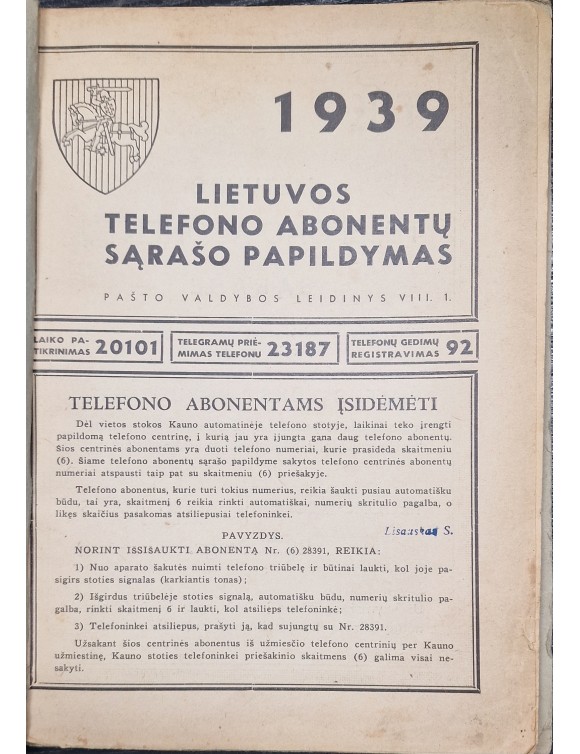 1939
LIETUVOS
TELEFONO ABONENTŲ
SĄRAŠO PAPILDYMAS
PAŠTO VALDYBOS LEIDINYS VIII. 1.
LAIKO PA-
TIKRINIMAS 20101
TELEGRAMŲ PRIĖ-
MIMAS TELEFONU 23187
TELEFONŲ GEDIMŲ
REGISTRAVIMAS 92
TELEFONO ABONENTAMS ĮSIDĖMĖTI
Dėl vietos stokos Kauno automatinėje telefono stotyje, laikinai teko įrengti
papildomą telefono centrinę, į kurią jau yra įjungta gana daug telefono abonentų.
Šios centrinės abonentams yra duoti telefono numeriai, kurie prasideda skaitmeniu
(6). Šiame telefono abonentų sąrašo papildyme sakytos telefono centrinės abonentų
numeriai atspausti taip pat su skaitmeniu (6) priešakyje.
Telefono abonentus, kurie turi tokius numerius, reikia šaukti pusiau automatišku
būdu, tai yra, skaitmenį 6 reikia rinkti automatiškai, numerių skritulio pagalba, o
likęs skaičius pasakomas atsiliepusiai telefoninkei.
PAVYZDYS.
NORINT IŠSIŠAUKTI ABONENTĄ Nr. (6) 28391, REIKIA:
1) Nuo aparato šakutės nuimti telefono triūbelę ir būtinai laukti, kol joje pa-
sigirs stoties signalas (karkiantis tonas);
2) Išgirdus triūbelėje stoties signalą, automatišku būdu, numerių skritulio pa-
galba, rinkti skaitmenį 6 ir laukti, kol atsilieps telefoninkė;
3) Telefoninkei atsiliepus, prašyti ją, kad sujungtų su Nr. 28391.
Užsakant šios centrinės abonentus iš užmiesčio telefono centrinių per Kauno
užmiestinę, Kauno stoties telefoninkei priešakinio skaitmens (6) galima visai ne-
sakyti.